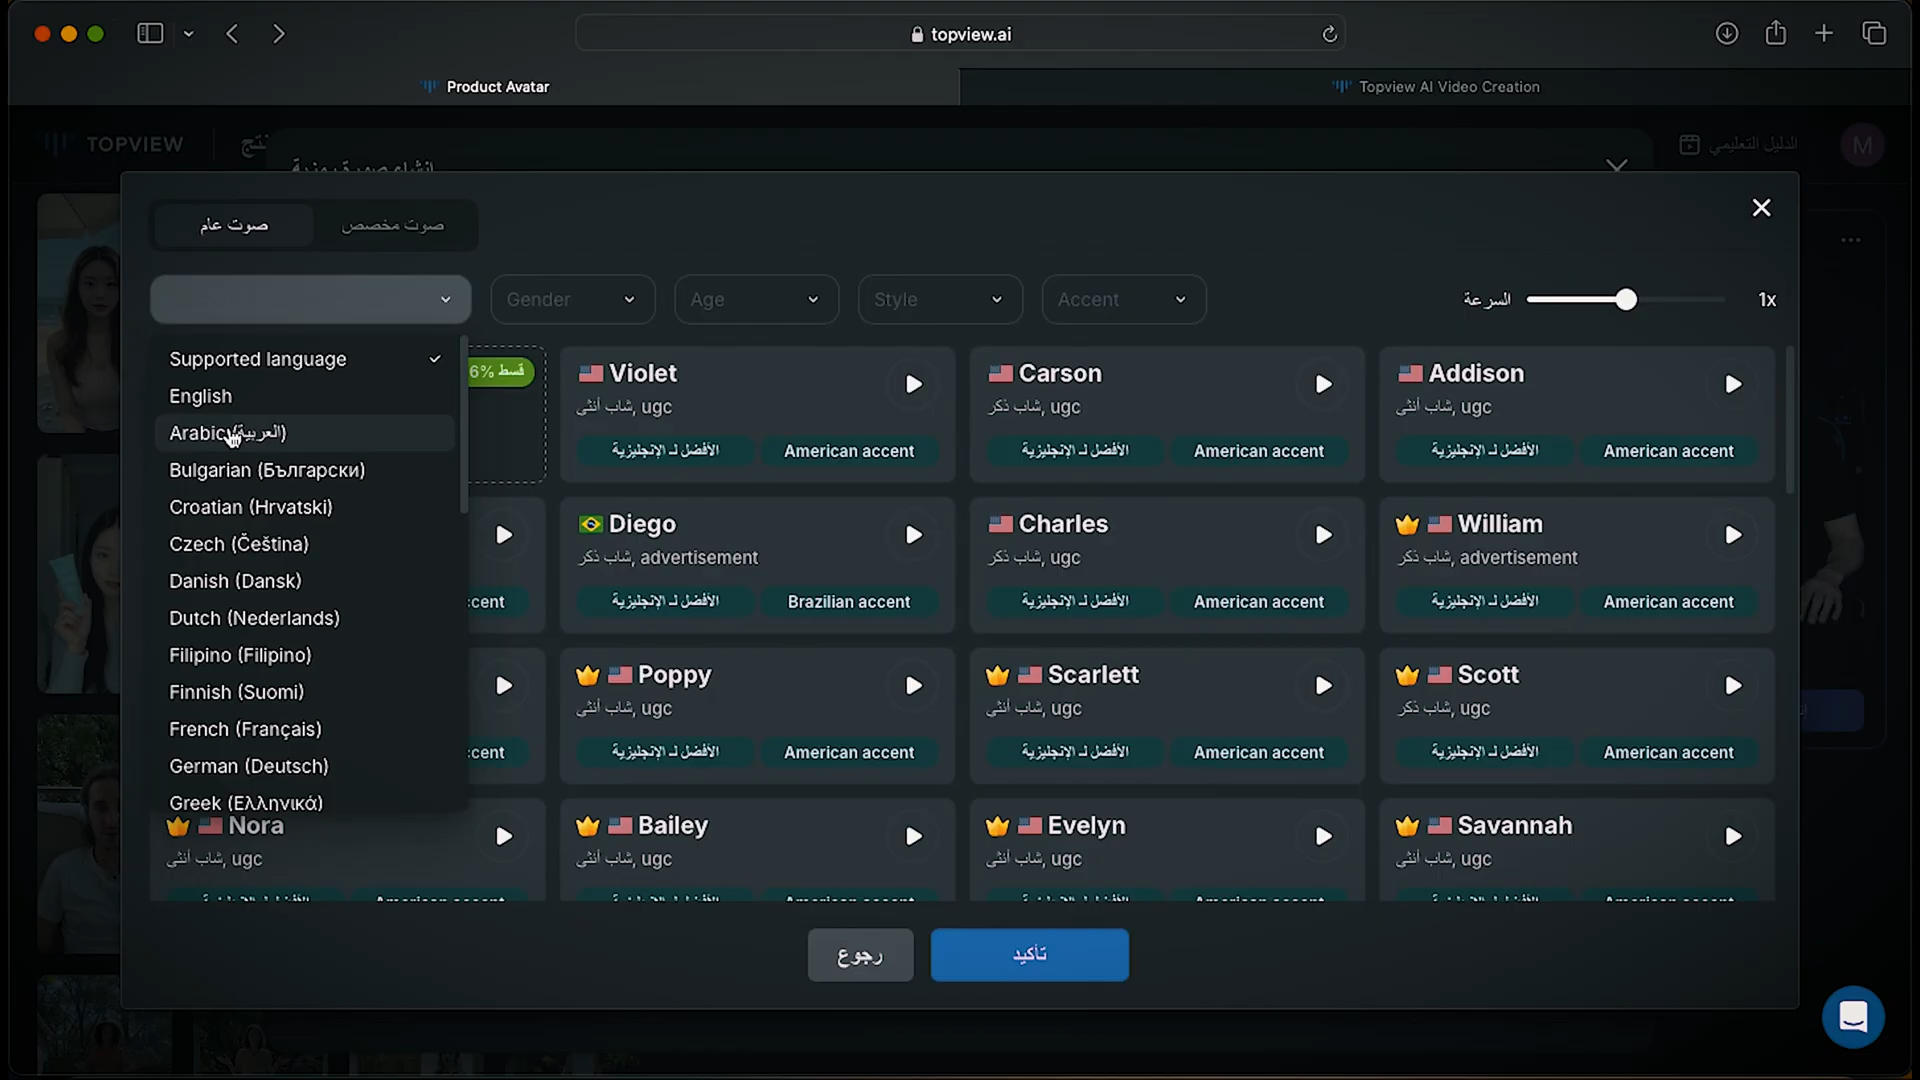 topview.ai
Product Avatar
Topview AI Video Creation
TOPVIEW
الدليل التعليمي
M
صوت عام
صوت مخصص
Gender
Age
Style
Accent
السرعة
1x
Supported language
English
Arabic (العربية)
Bulgarian (Български)
Croatian (Hrvatski)
Czech (Čeština)
Danish (Dansk)
Dutch (Nederlands)
Filipino (Filipino)
Finnish (Suomi)
French (Français)
German (Deutsch)
Greek (Ελληνικά)
Violet
شاب أنثى, ugc
الأفضل لـ الإنجليزية
American accent
Carson
شاب ذكر, ugc
الأفضل لـ الإنجليزية
American accent
Addison
شاب أنثى, ugc
الأفضل لـ الإنجليزية
American accent
Diego
شاب ذكر, advertisement
الأفضل لـ الإنجليزية
Brazilian accent
Charles
شاب ذكر, ugc
الأفضل لـ الإنجليزية
American accent
William
شاب ذكر, advertisement
الأفضل لـ الإنجليزية
American accent
Poppy
شاب أنثى, ugc
الأفضل لـ الإنجليزية
American accent
Scarlett
شاب أنثى, ugc
الأفضل لـ الإنجليزية
American accent
Scott
شاب ذكر, ugc
الأفضل لـ الإنجليزية
American accent
Nora
شاب أنثى, ugc
Bailey
شاب أنثى, ugc
Evelyn
شاب أنثى, ugc
Savannah
شاب أنثى, ugc
رجوع
تأكيد